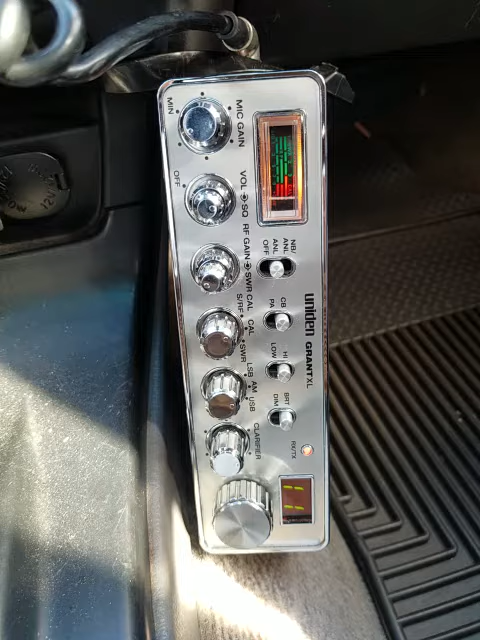 MIC GAIN
MIN
VOL SQ
OFF
RF GAIN SWR CAL
S/RF CAL SWR
LSB AM USB
CLARIFIER
NB/
ANL
ANL
OFF
CB
PA
HI
LOW
BRT
DIM
RX/TX
uniden GRANT XL